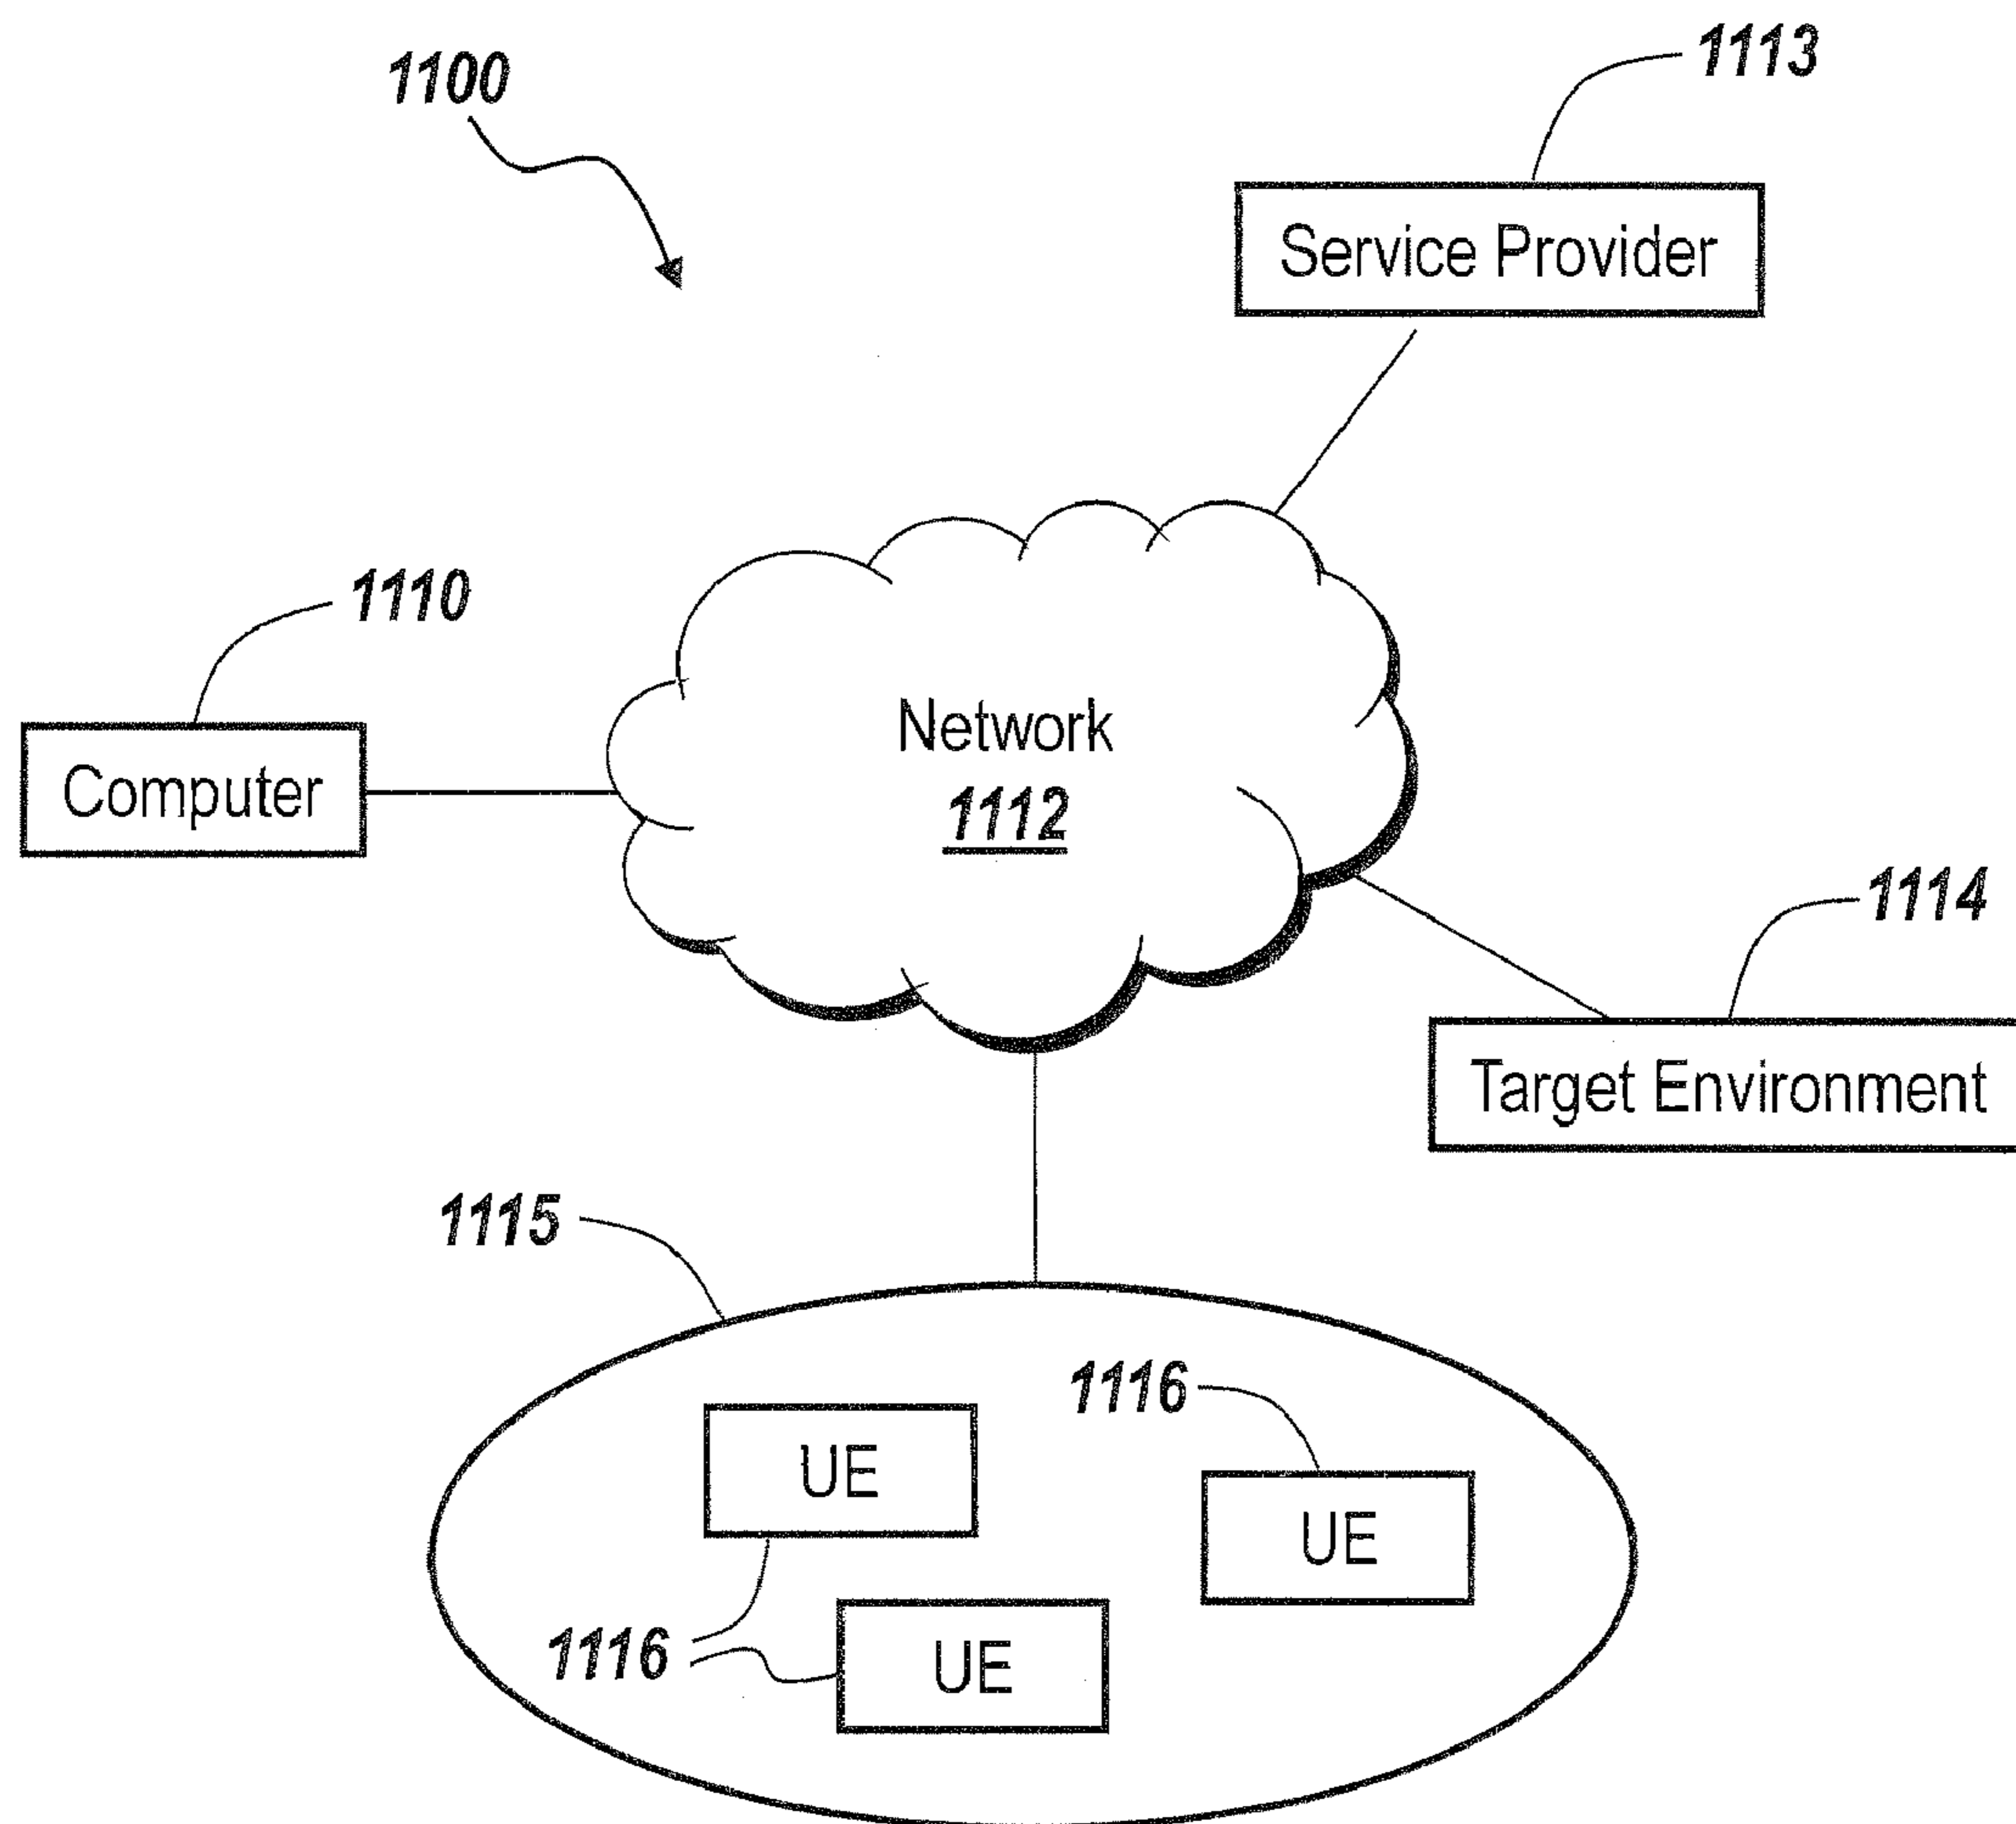 1113
1100
Service Provider
1110
Network
1112
Computer
1114
Target Environment
1115
1116
UE
UE
1116
UE